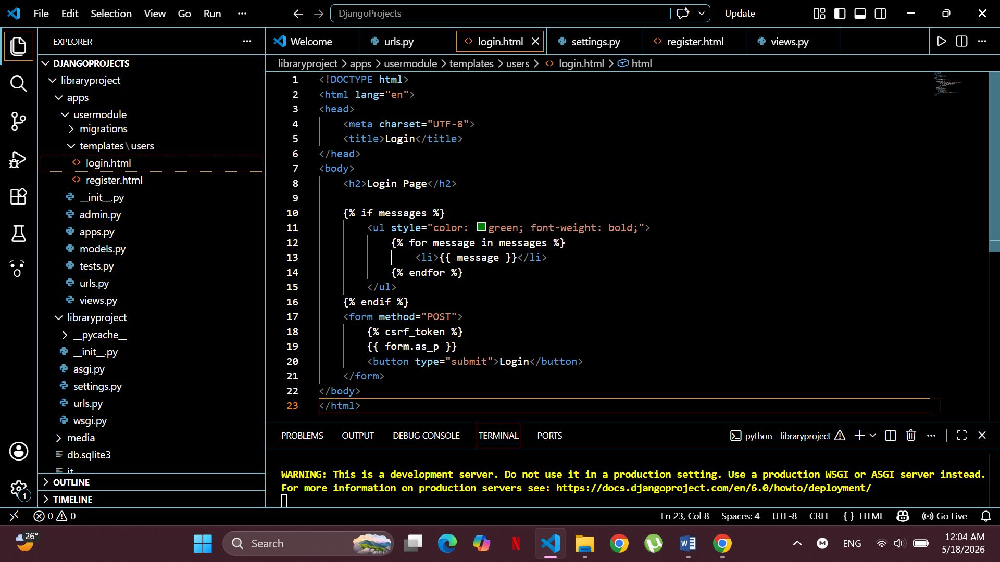 File Edit Selection View Go Run ... DjangoProjects Update
EXPLORER ...
Welcome urls.py login.html settings.py register.html views.py
libraryproject > apps > usermodule > templates > users > login.html > html
DJANGOPROJECTS
libraryproject
apps
usermodule
migrations
templates\users
login.html
register.html
__init__.py
admin.py
apps.py
models.py
tests.py
urls.py
views.py
libraryproject
__pycache__
__init__.py
asgi.py
settings.py
urls.py
wsgi.py
media
db.sqlite3
it
OUTLINE
TIMELINE
1 <!DOCTYPE html>
2 <html lang="en">
3 <head>
4     <meta charset="UTF-8">
5     <title>Login</title>
6 </head>
7 <body>
8     <h2>Login Page</h2>
9
10     {% if messages %}
11         <ul style="color: green; font-weight: bold;">
12             {% for message in messages %}
13                 <li>{{ message }}</li>
14             {% endfor %}
15         </ul>
16     {% endif %}
17     <form method="POST">
18         {% csrf_token %}
19         {{ form.as_p }}
20         <button type="submit">Login</button>
21     </form>
22 </body>
23 </html>
PROBLEMS OUTPUT DEBUG CONSOLE TERMINAL PORTS python - libraryproject
WARNING: This is a development server. Do not use it in a production setting. Use a production WSGI or ASGI server instead.
For more information on production servers see: https://docs.djangoproject.com/en/6.0/howto/deployment/
1
0 0 Ln 23, Col 8 Spaces: 4 UTF-8 CRLF { } HTML Go Live
26° Search ENG 12:04 AM
5/18/2026